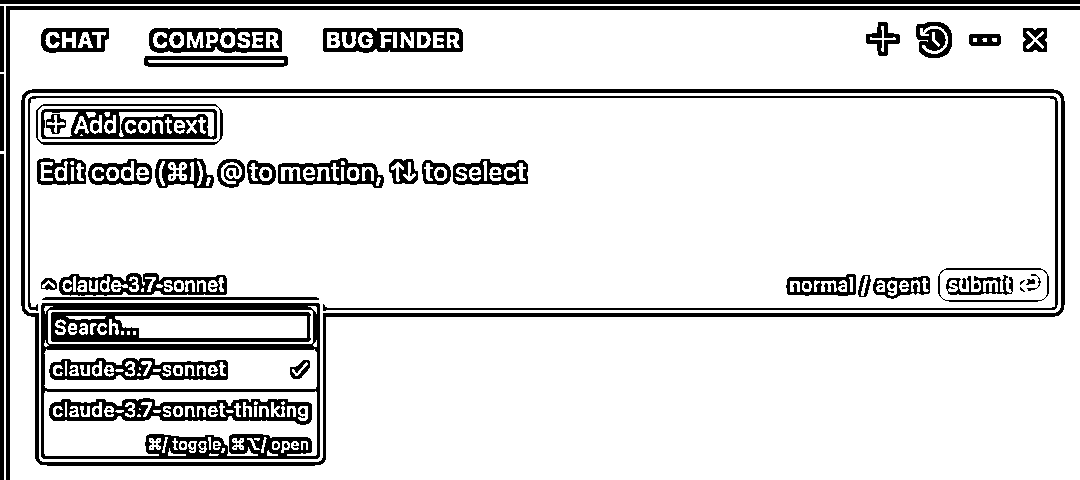 CHAT COMPOSER BUG FINDER
+ Add context
Edit code (⌘I), @ to mention, ↑↓ to select
claude-3.7-sonnet normal / agent submit
Search...
claude-3.7-sonnet ✓
claude-3.7-sonnet-thinking
⌘/ toggle, ⌘⌥/ open